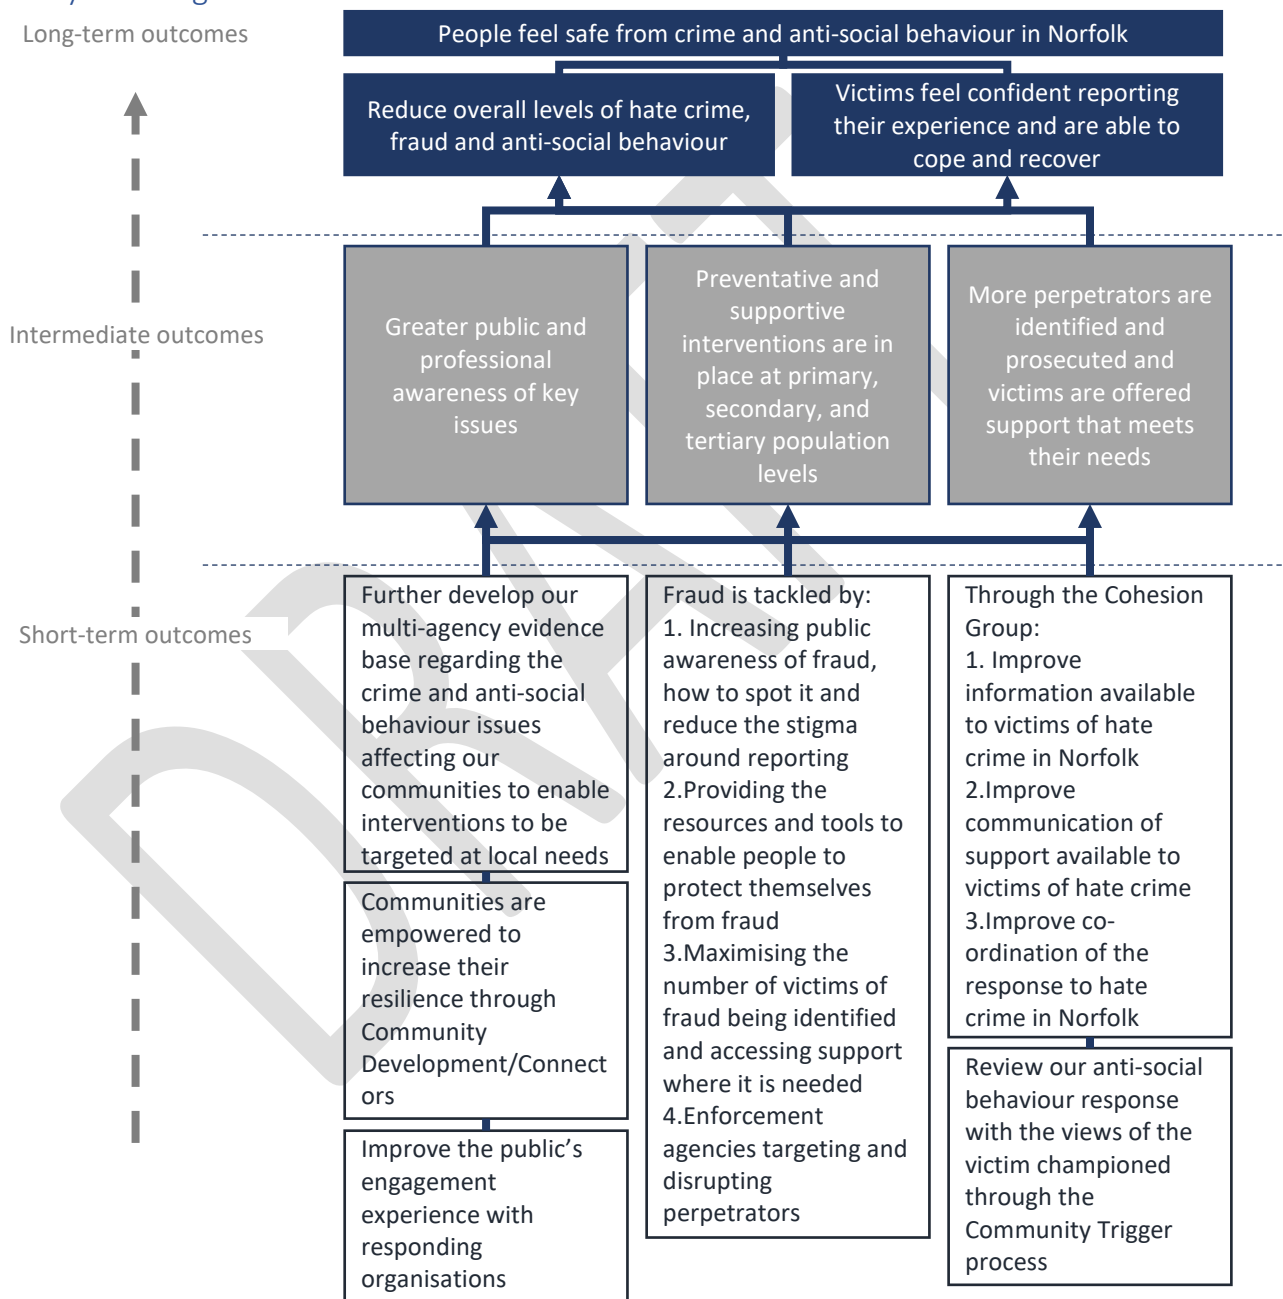 Long-term outcomes
People feel safe from crime and anti-social behaviour in Norfolk
Reduce overall levels of hate crime,
fraud and anti-social behaviour
Victims feel confident reporting
their experience and are able to
cope and recover
Intermediate outcomes
Greater public and
professional
awareness of key
issues
Preventative and
supportive
interventions are in
place at primary,
secondary, and
tertiary population
levels
More perpetrators are
identified and
prosecuted and
victims are offered
support that meets
their needs
Short-term outcomes
Further develop our
multi-agency evidence
base regarding the
crime and anti-social
behaviour issues
affecting our
communities to enable
interventions to be
targeted at local needs
Communities are
empowered to
increase their
resilience through
Community
Development/Connect
ors
Improve the public’s
engagement
experience with
responding
organisations
Fraud is tackled by:
1. Increasing public
awareness of fraud,
how to spot it and
reduce the stigma
around reporting
2.Providing the
resources and tools to
enable people to
protect themselves
from fraud
3.Maximising the
number of victims of
fraud being identified
and accessing support
where it is needed
4.Enforcement
agencies targeting and
disrupting
perpetrators
Through the Cohesion
Group:
1. Improve
information available
to victims of hate
crime in Norfolk
2.Improve
communication of
support available to
victims of hate crime
3.Improve co-
ordination of the
response to hate
crime in Norfolk
Review our anti-social
behaviour response
with the views of the
victim championed
through the
Community Trigger
process
DRAFT